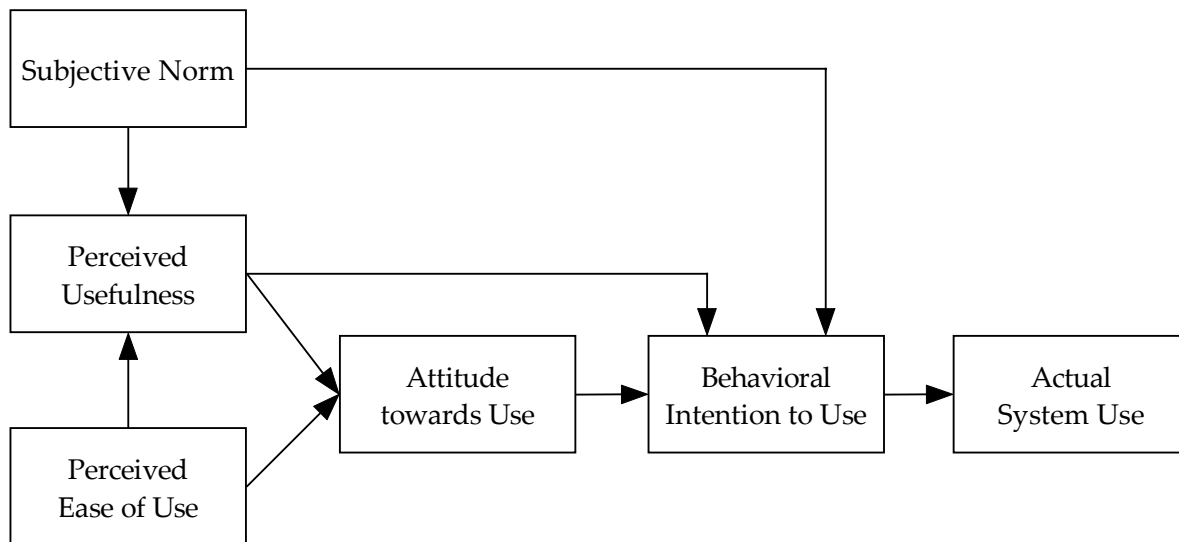 Subjective Norm
Perceived
Usefulness
Perceived
Ease of Use
Attitude
towards Use
Behavioral
Intention to Use
Actual
System Use